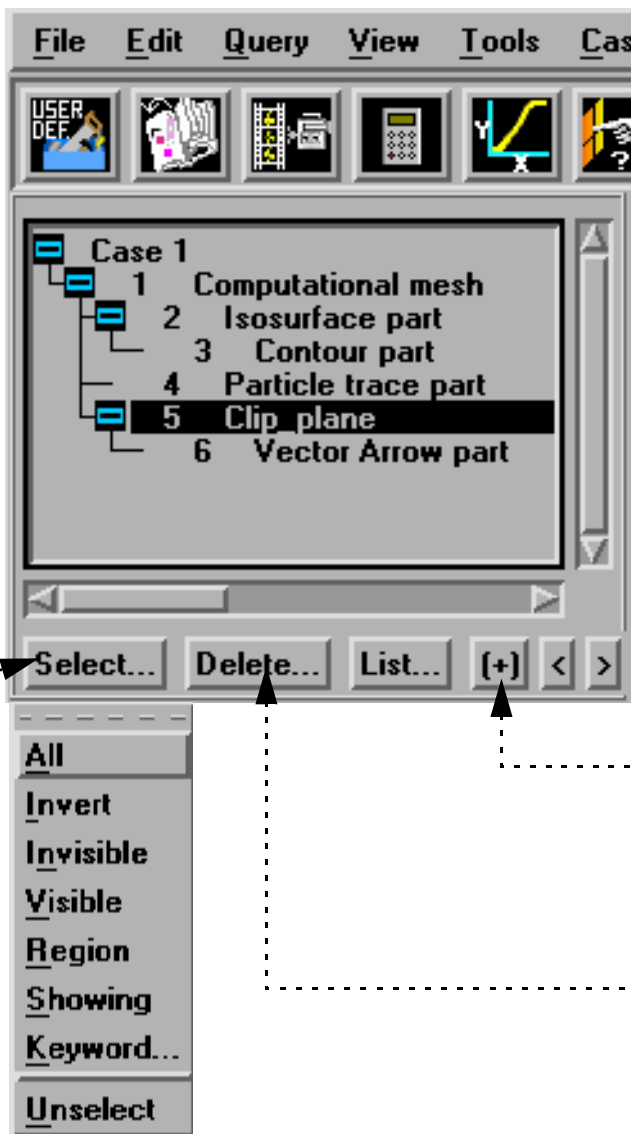 File Edit Query View Tools Cas
USER
DEF
Y
X
?
Case 1
1 Computational mesh
2 Isosurface part
3 Contour part
4 Particle trace part
5 Clip_plane
6 Vector Arrow part
Select... Delete... List... (+) < >
All
Invert
Invisible
Visible
Region
Showing
Keyword...
Unselect